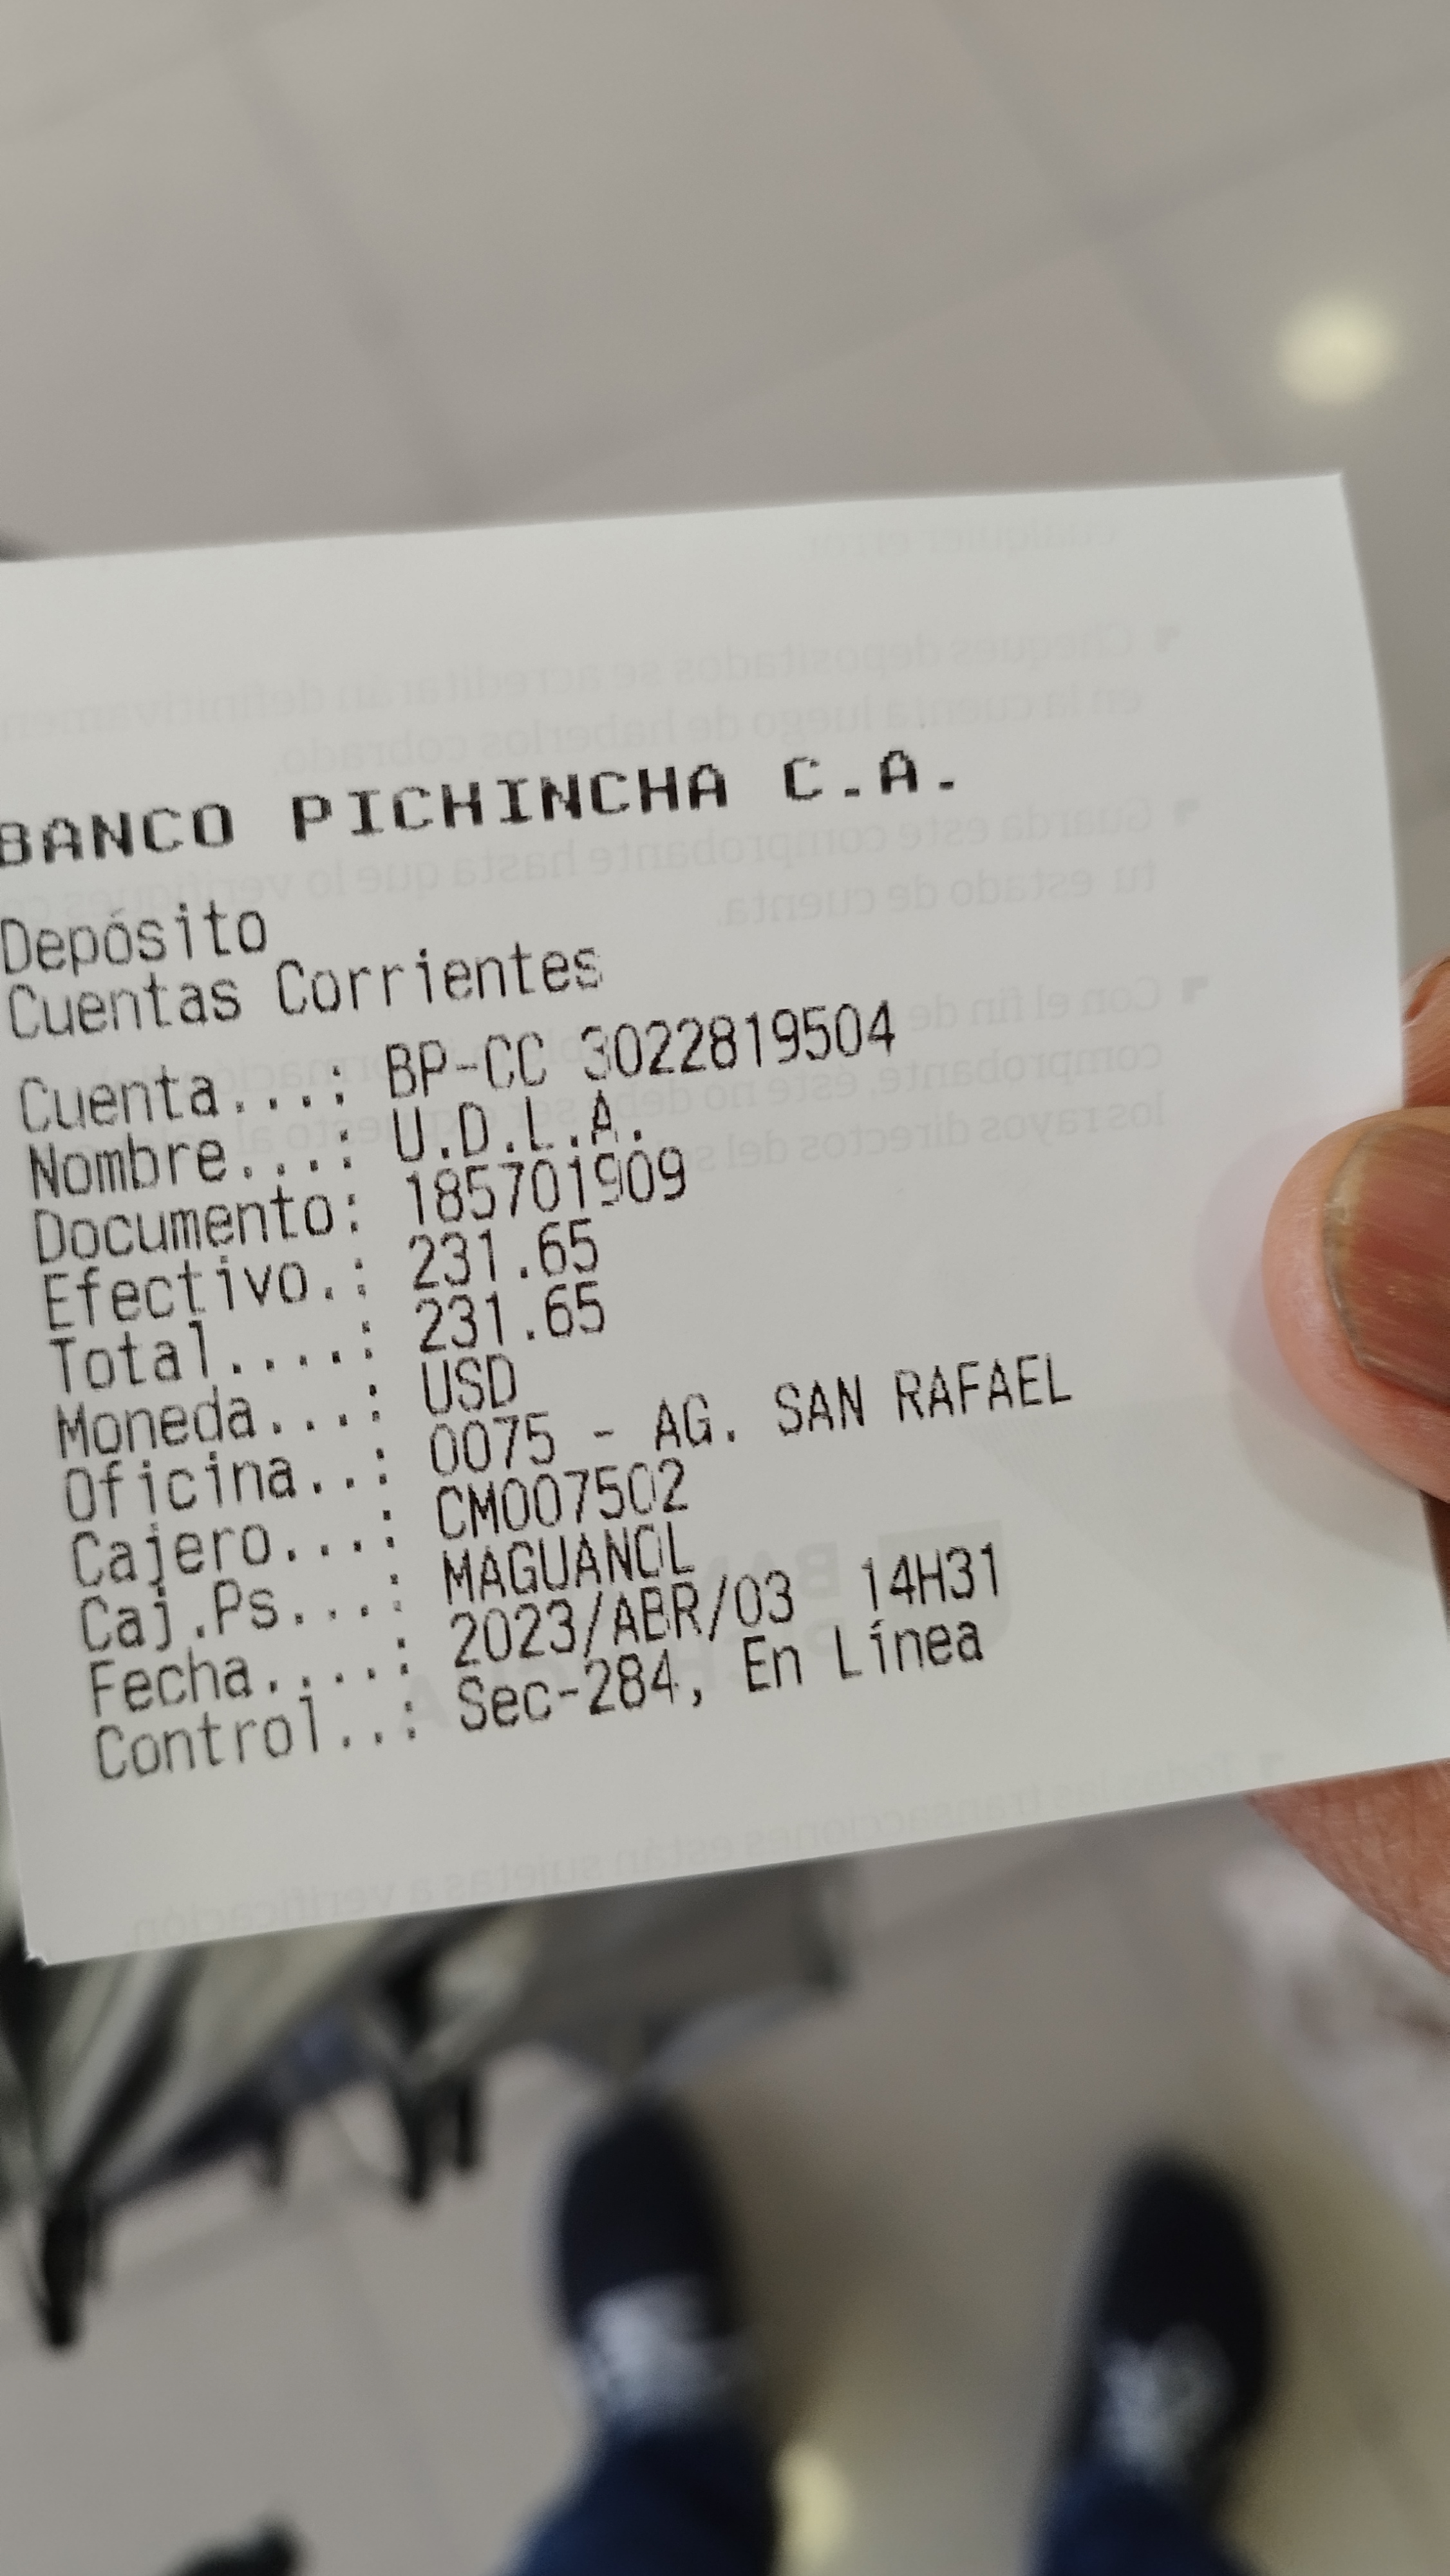 BANCO PICHINCHA C.A.
Depósito
Cuentas Corrientes
Cuenta...: BP-CC 3022819504
Nombre...: U.D.L.A.
Documento: 185701909
Efectivo.: 231.65
Total....: 231.65
Moneda...: USD
Oficina..: 0075 - AG. SAN RAFAEL
Cajero...: CM007502
Caj.Ps...: MAGUANOL
Fecha....: 2023/ABR/03 14H31
Control..: Sec-284, En Línea